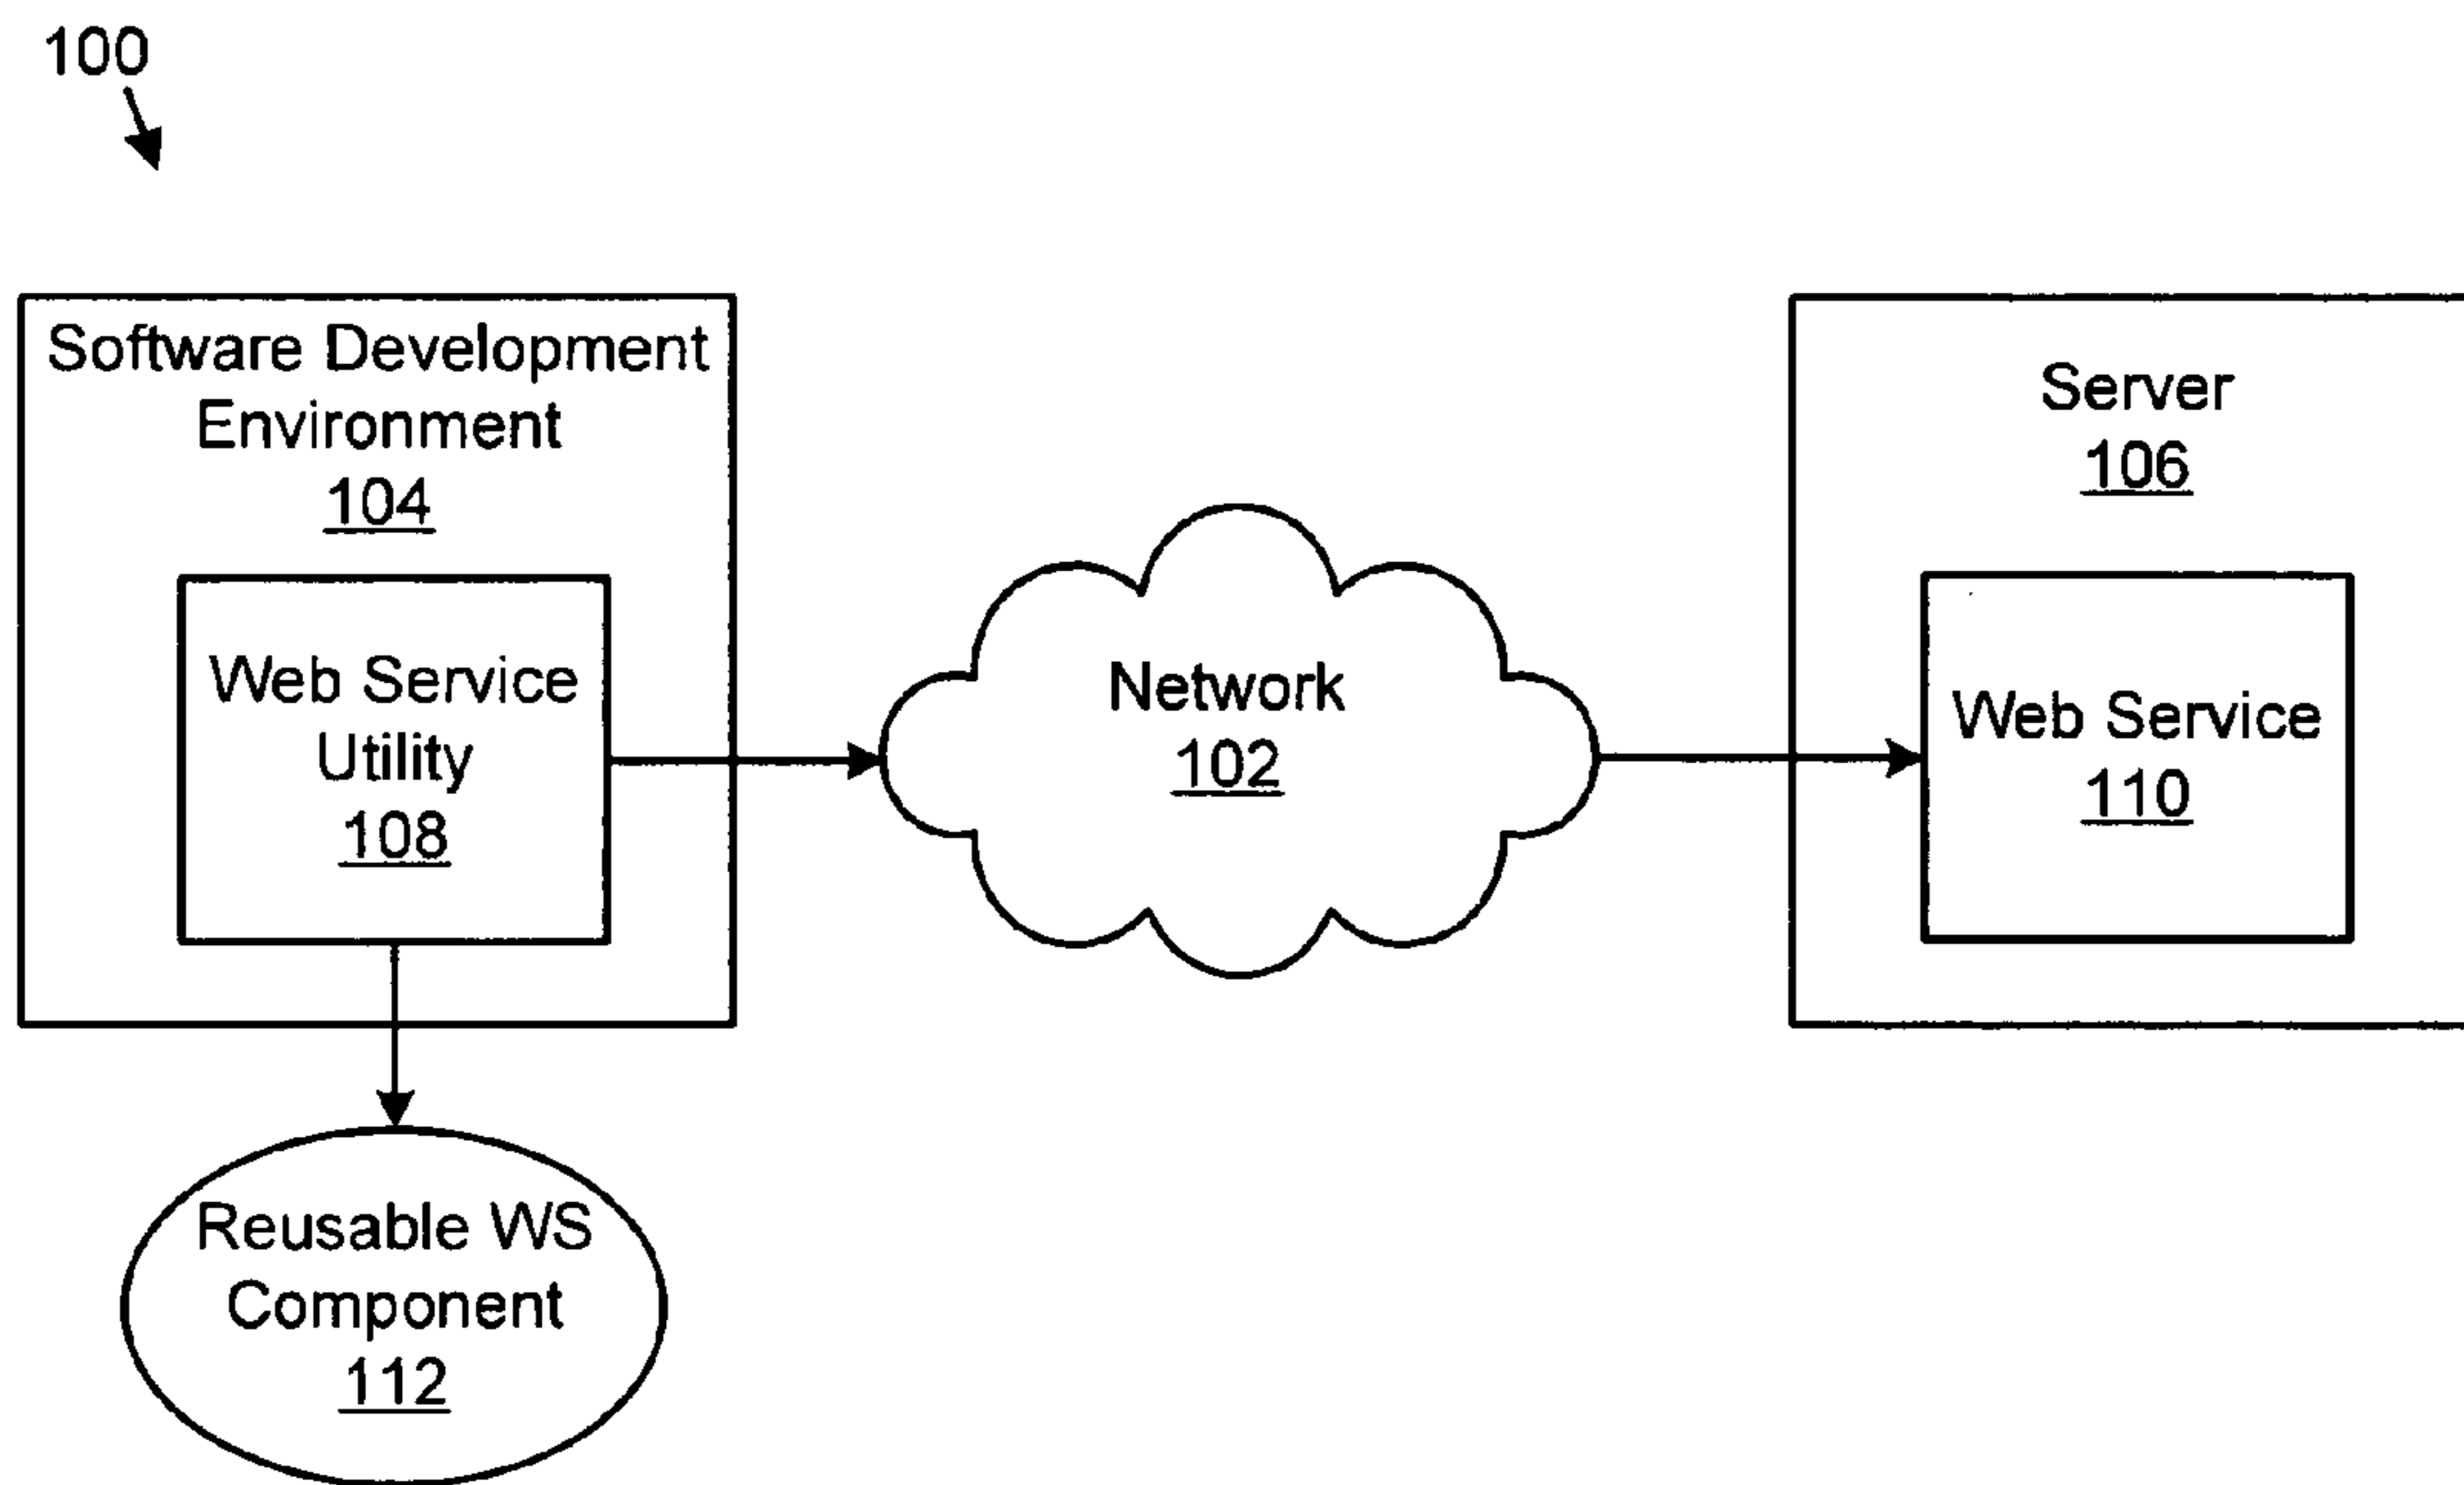 100
Software Development
Environment
104
Web Service
Utility
108
Network
102
Server
106
Web Service
110
Reusable WS
Component
112